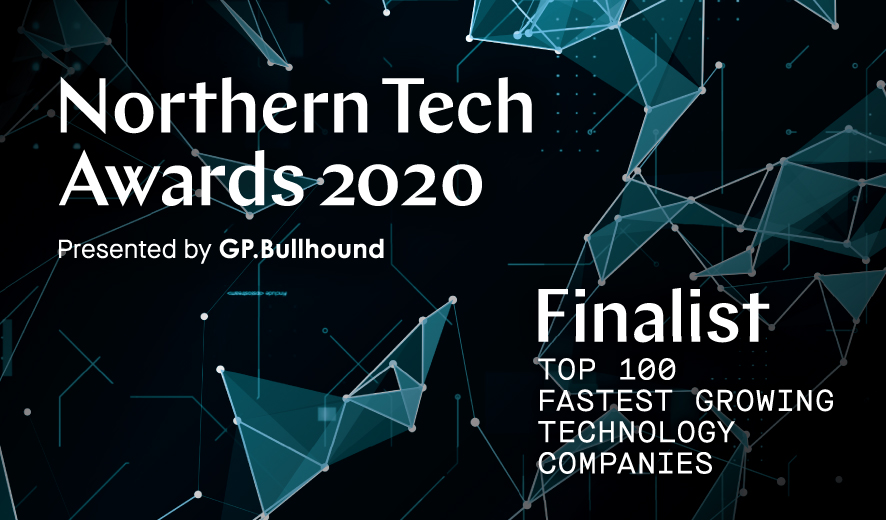 Northern Tech
Awards 2020
Presented by GP.Bullhound
Finalist
TOP 100
FASTEST GROWING
TECHNOLOGY
COMPANIES